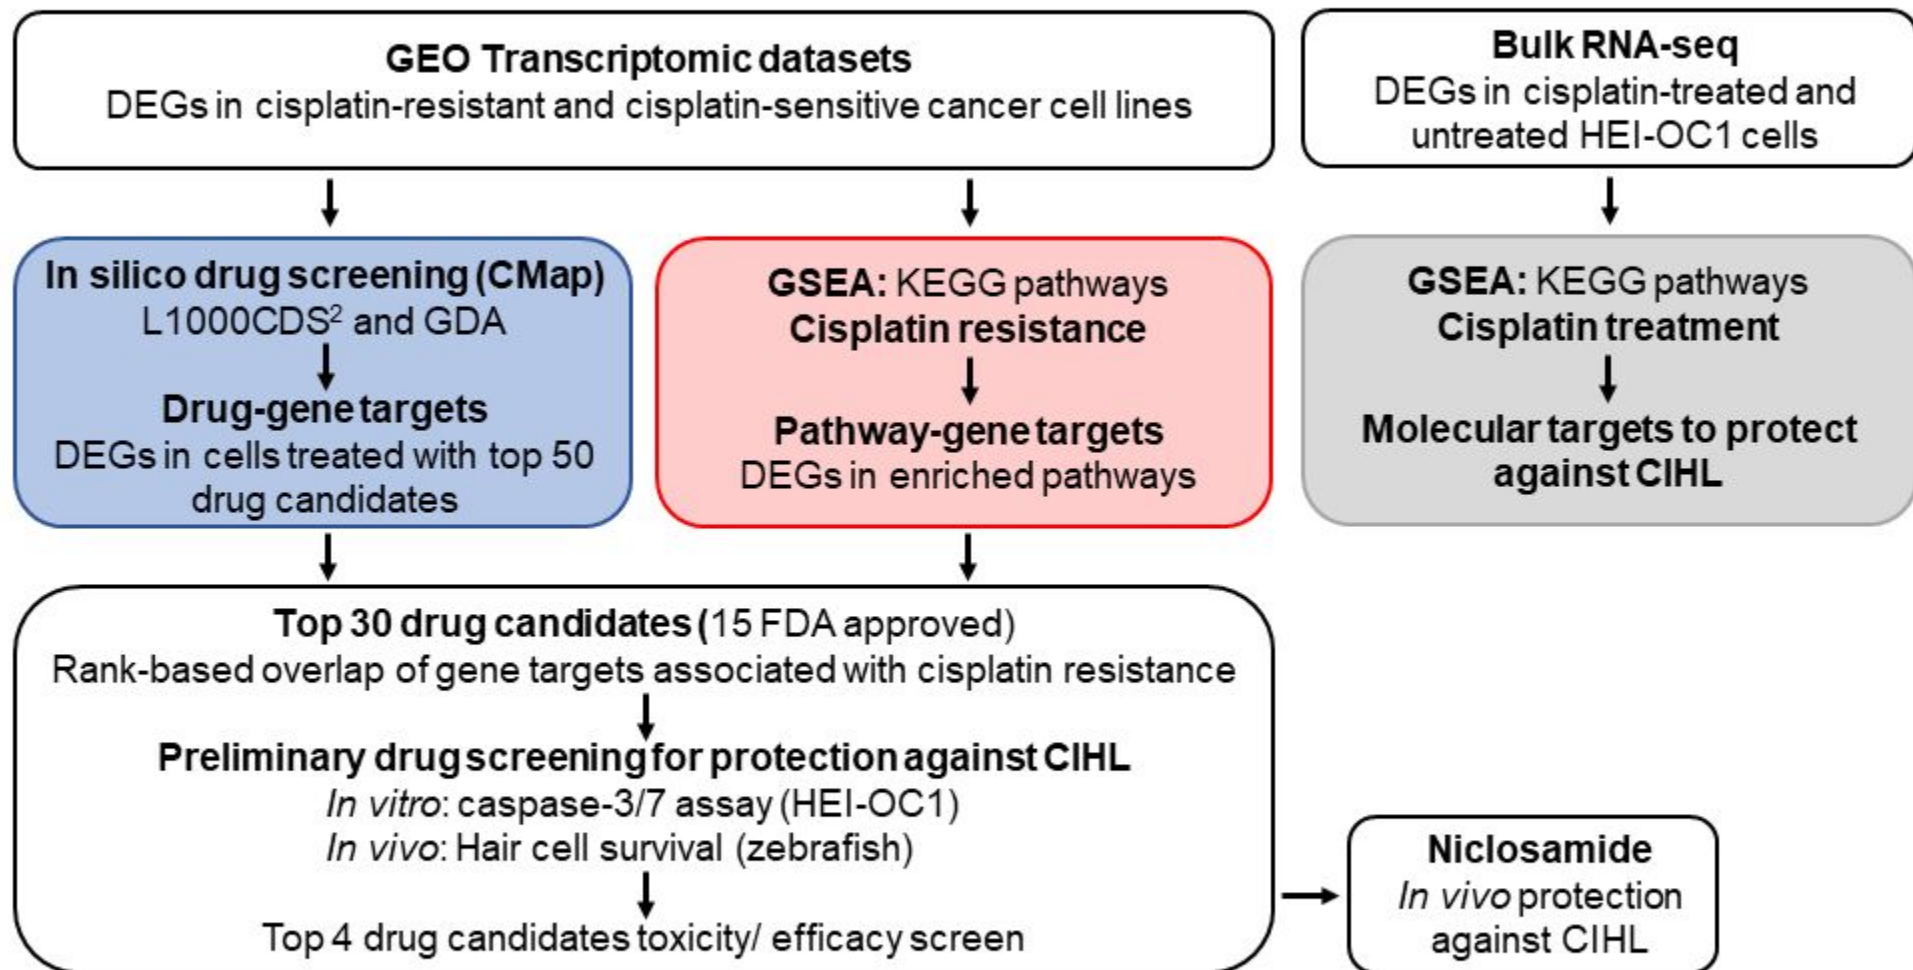 GEO Transcriptomic datasets
DEGs in cisplatin-resistant and cisplatin-sensitive cancer cell lines
Bulk RNA-seq
DEGs in cisplatin-treated and
untreated HEI-OC1 cells
In silico drug screening (CMap)
L1000CDS² and GDA
Drug-gene targets
DEGs in cells treated with top 50
drug candidates
GSEA: KEGG pathways
Cisplatin resistance
Pathway-gene targets
DEGs in enriched pathways
GSEA: KEGG pathways
Cisplatin treatment
Molecular targets to protect
against CIHL
Top 30 drug candidates (15 FDA approved)
Rank-based overlap of gene targets associated with cisplatin resistance
Preliminary drug screening for protection against CIHL
In vitro: caspase-3/7 assay (HEI-OC1)
In vivo: Hair cell survival (zebrafish)
Top 4 drug candidates toxicity/ efficacy screen
Niclosamide
In vivo protection
against CIHL